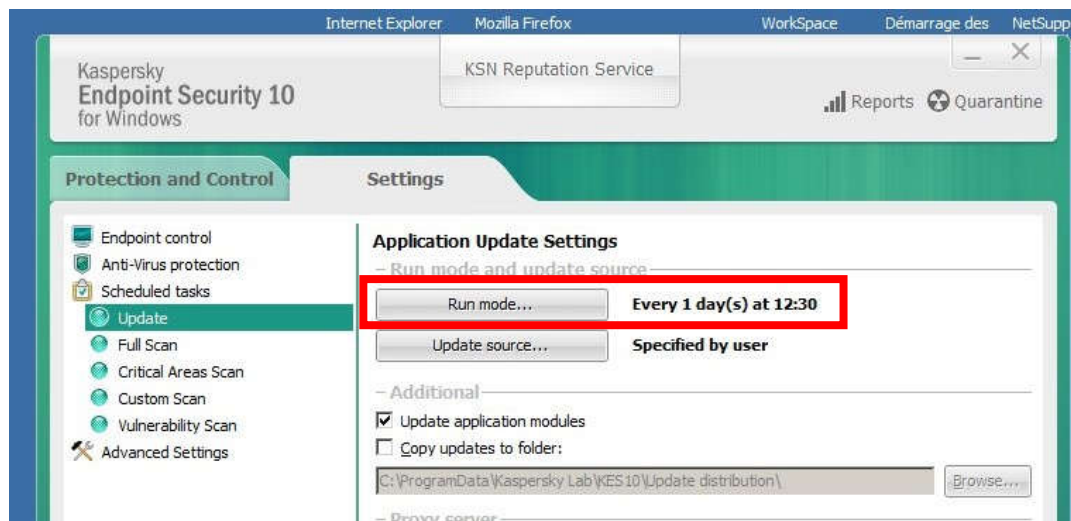 Internet Explorer Mozilla Firefox WorkSpace Démarrage des NetSupp
Kaspersky
Endpoint Security 10
for Windows
KSN Reputation Service
Reports Quarantine
Protection and Control Settings
Endpoint control
Anti-Virus protection
Scheduled tasks
Update
Full Scan
Critical Areas Scan
Custom Scan
Vulnerability Scan
Advanced Settings
Application Update Settings
Run mode and update source
Run mode... Every 1 day(s) at 12:30
Update source... Specified by user
Additional
Update application modules
Copy updates to folder:
C:\ProgramData\Kaspersky Lab\KES10\Update distribution\ Browse...
Proxy server